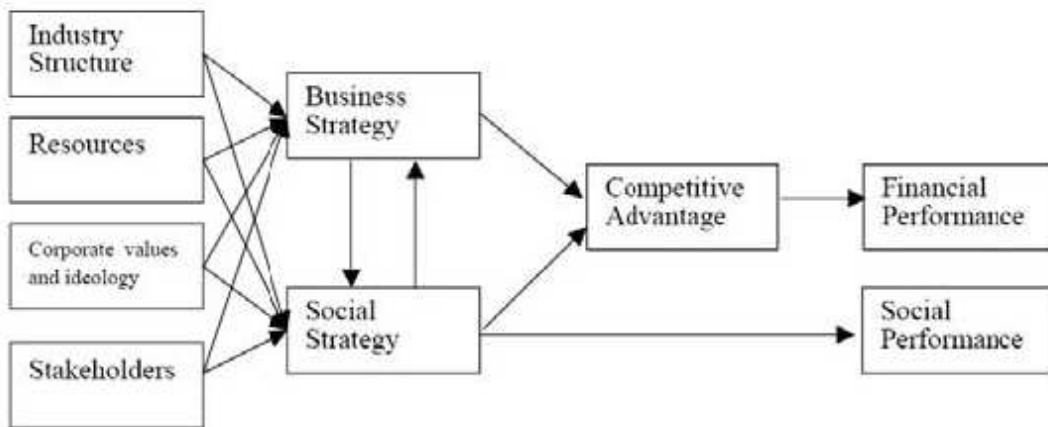 Industry
Structure
Resources
Corporate values
and ideology
Stakeholders
Business
Strategy
Social
Strategy
Competitive
Advantage
Financial
Performance
Social
Performance